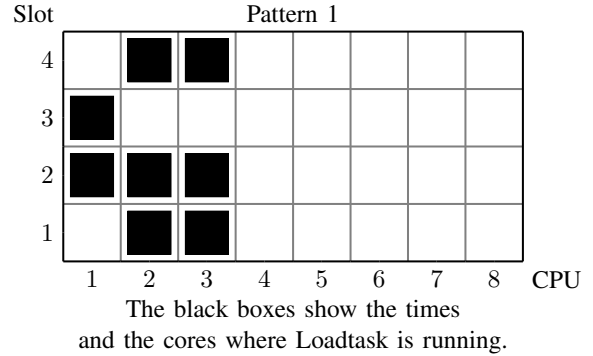 Slot Pattern 1
4
3
2
1
1 2 3 4 5 6 7 8 CPU
The black boxes show the times
and the cores where Loadtask is running.